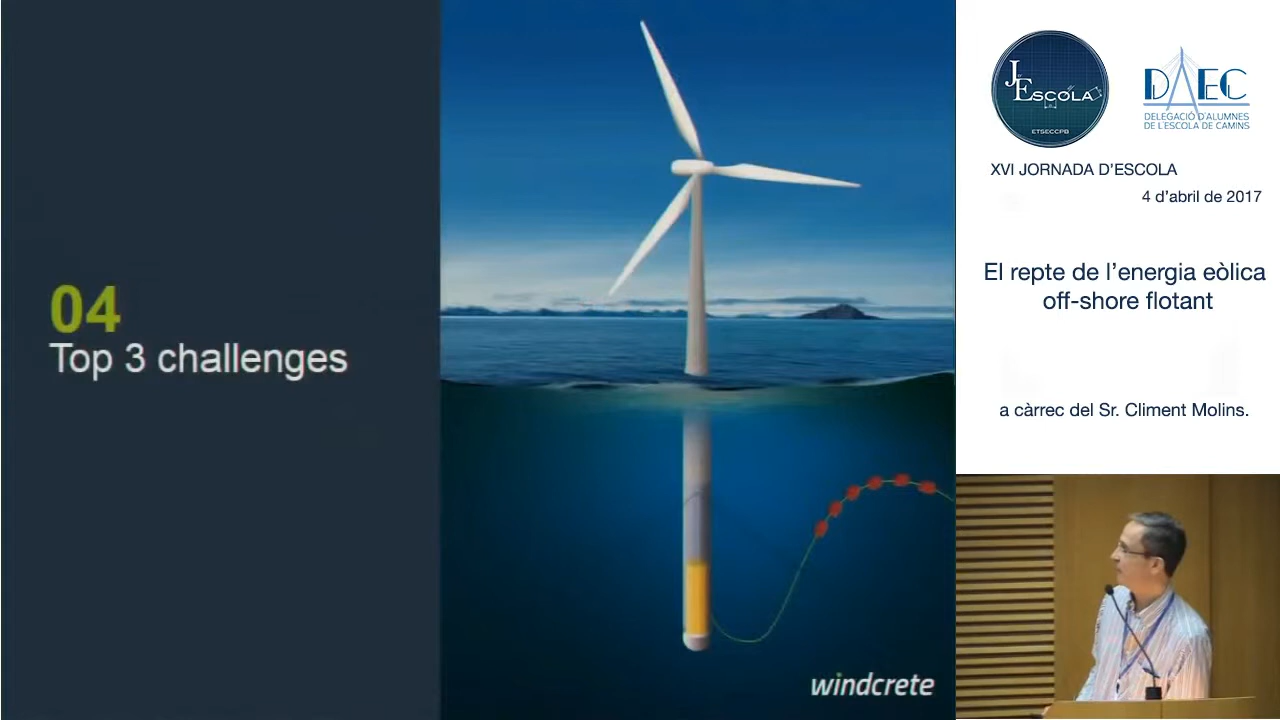 04
Top 3 challenges
windcrete
J
ESCOLA
ETSECCPB
DAEC
DELEGACIÓ D'ALUMNES
DE L'ESCOLA DE CAMINS
XVI JORNADA D'ESCOLA
4 d'abril de 2017
El repte de l'energia eòlica
off-shore flotant
a càrrec del Sr. Climent Molins.